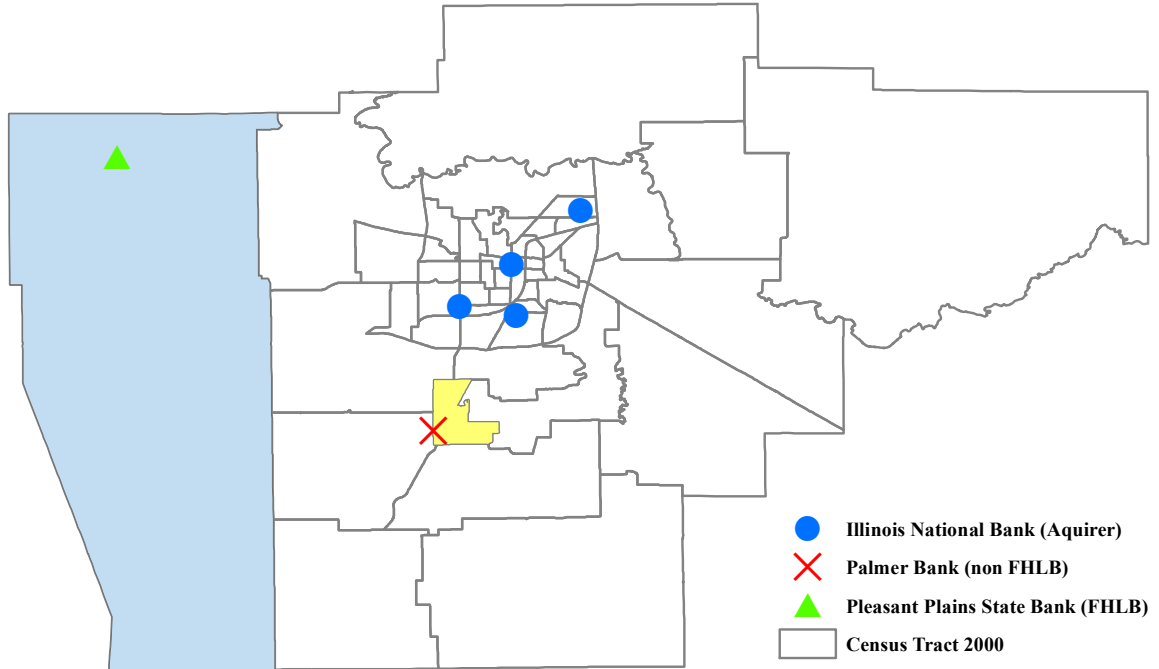 Illinois National Bank (Aquirer)
Palmer Bank (non FHLB)
Pleasant Plains State Bank (FHLB)
Census Tract 2000